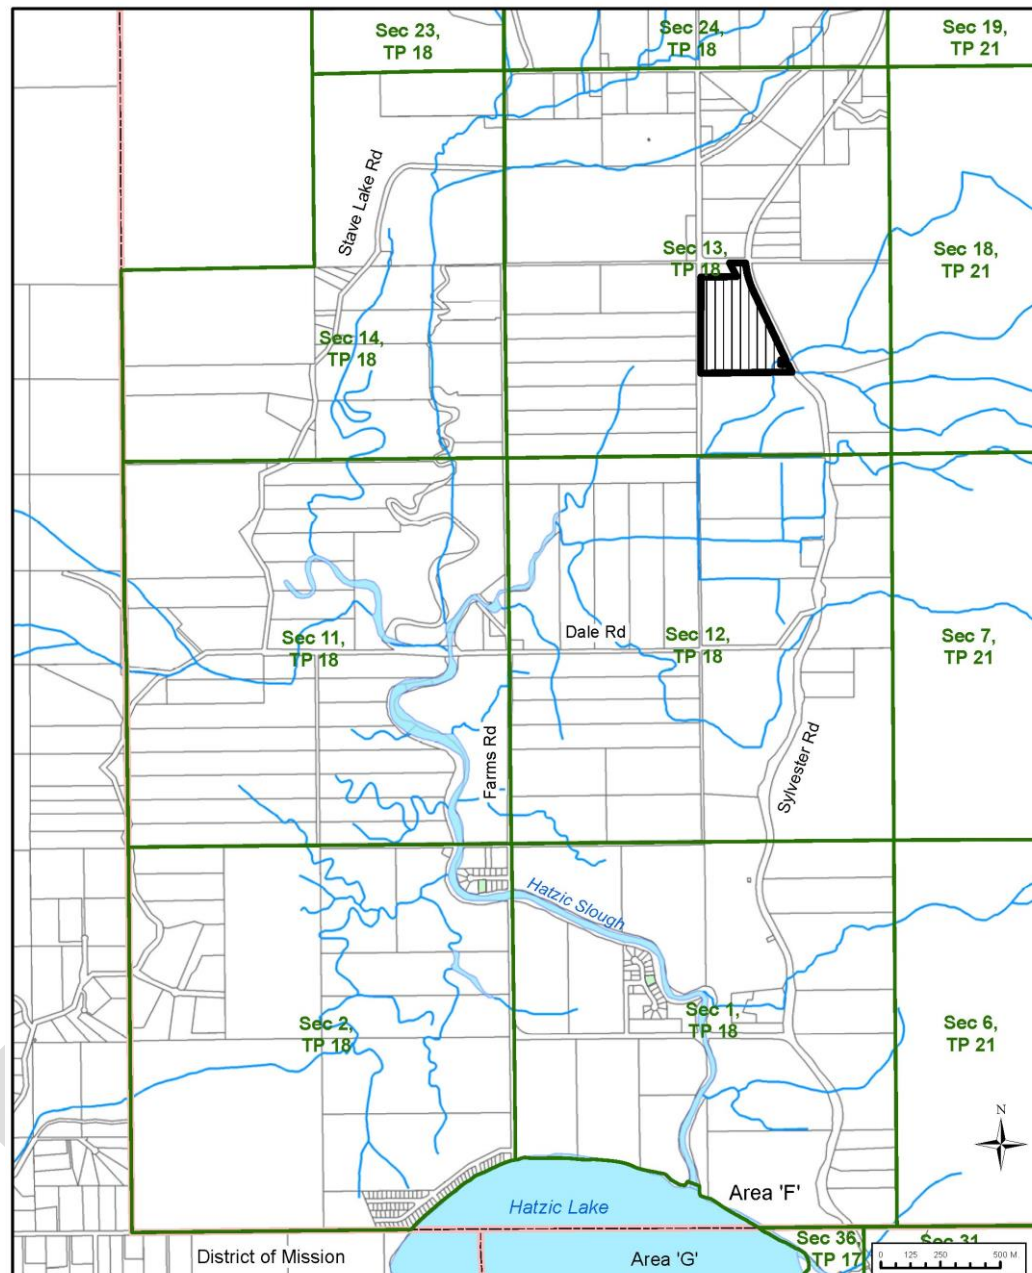 Sec 23,
TP 18
Sec 24,
TP 18
Sec 19,
TP 21
Stave Lake Rd
Sec 13,
TP 18
Sec 18,
TP 21
Sec 14,
TP 18
Dale Rd
Sec 11,
TP 18
Sec 12,
TP 18
Sec 7,
TP 21
Farms Rd
Sylvester Rd
Hatzic Slough
Sec 2,
TP 18
Sec 1,
TP 18
Sec 6,
TP 21
N
Area 'F'
Hatzic Lake
Sec 36,
TP 17
Sec 31
District of Mission
Area 'G'
0 125 250 500 M